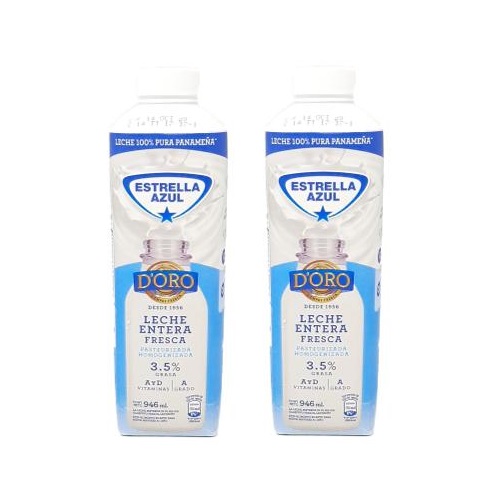 LECHE 100% PURA PANAMEÑA*
ESTRELLA
AZUL
D'ORO
DESDE 1956
LECHE
ENTERA
FRESCA
PASTEURIZADA
HOMOGENIZADA
3.5%
GRASA
A y D
VITAMINAS
A
GRADO
946 mL
LECHE 100% PURA PANAMEÑA*
ESTRELLA
AZUL
D'ORO
DESDE 1956
LECHE
ENTERA
FRESCA
PASTEURIZADA
HOMOGENIZADA
3.5%
GRASA
A y D
VITAMINAS
A
GRADO
946 mL